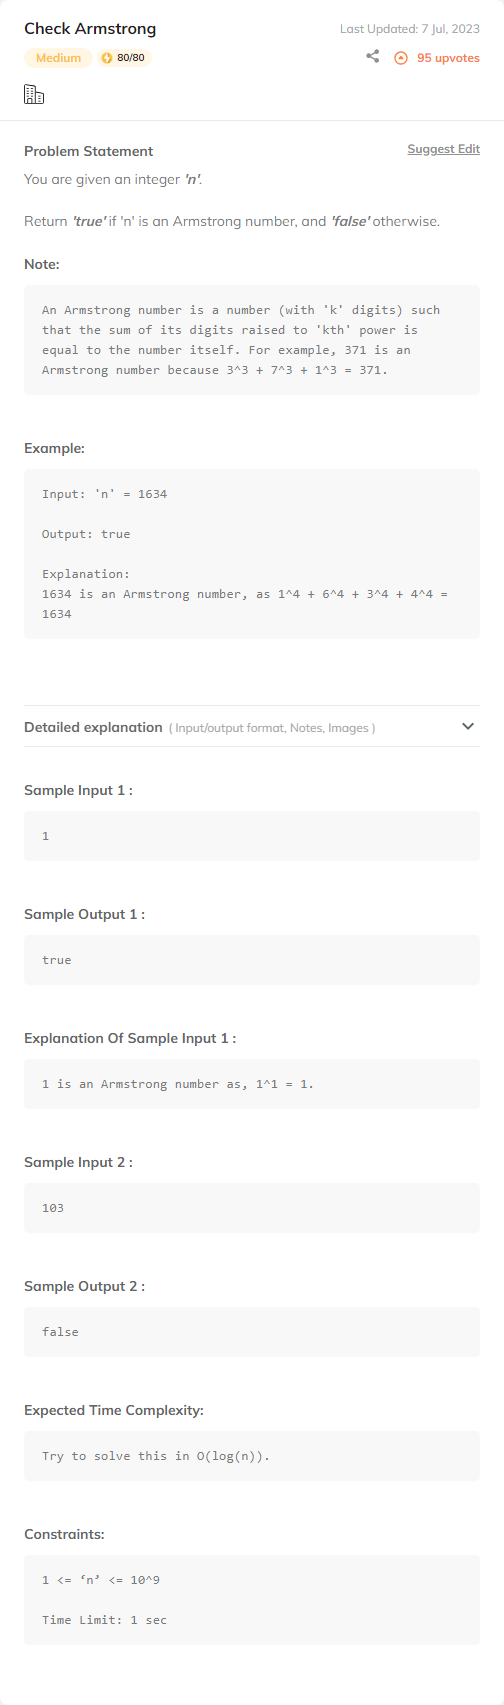 Check Armstrong
Last Updated: 7 Jul, 2023
Medium
80/80
95 upvotes
Problem Statement
Suggest Edit
You are given an integer 'n'.
Return 'true' if 'n' is an Armstrong number, and 'false' otherwise.
Note:
An Armstrong number is a number (with 'k' digits) such
that the sum of its digits raised to 'kth' power is
equal to the number itself. For example, 371 is an
Armstrong number because 3^3 + 7^3 + 1^3 = 371.
Example:
Input: 'n' = 1634
Output: true
Explanation:
1634 is an Armstrong number, as 1^4 + 6^4 + 3^4 + 4^4 =
1634
Detailed explanation ( Input/output format, Notes, Images )
Sample Input 1 :
1
Sample Output 1 :
true
Explanation Of Sample Input 1 :
1 is an Armstrong number as, 1^1 = 1.
Sample Input 2 :
103
Sample Output 2 :
false
Expected Time Complexity:
Try to solve this in O(log(n)).
Constraints:
1 <= ‘n’ <= 10^9
Time Limit: 1 sec